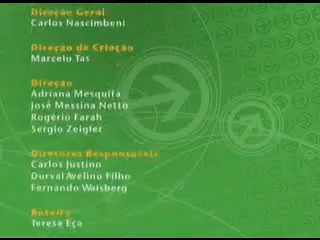 Direção Geral
Carlos Nascimbeni
Direção de Criação
Marcelo Tas
Direção
Adriana Mesquita
José Messina Netto
Rogério Farah
Sergio Zeigler
Diretores Responsáveis
Carlos Justino
Durval Avelino Filho
Fernando Waisberg
Roteiro
Teresa Eça